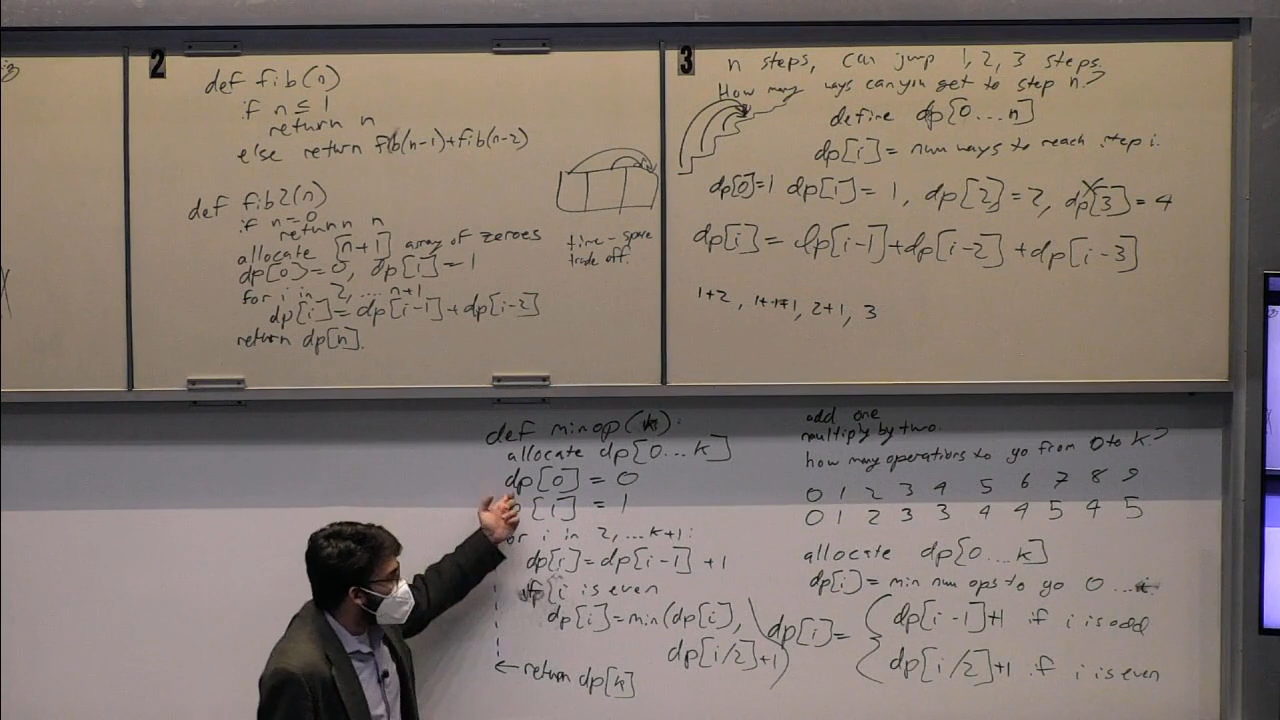 2
def fib(n)
if n ≤ 1
return n
else return fib(n-1)+fib(n-2)
def fib2(n)
if n=0
return n
allocate [n+1] array of zeroes
dp[0]=0, dp[1]=1
for i in 2, ... n+1
dp[i]=dp[i-1]+dp[i-2]
return dp[n].
time-space
trade off.
3
n steps, can jump 1, 2, 3 steps.
How many ways can you get to step n?
define dp[0...n]
dp[i]= num ways to reach step i.
dp[0]=1 dp[1]= 1, dp[2]=2, dp[3]=4
dp[i]= dp[i-1]+dp[i-2]+dp[i-3]
1+2, 1+1+1, 2+1, 3
def minop(k):
allocate dp[0...k]
dp[0] = 0
[1] = 1
for i in 2, ...k+1:
dp[i]=dp[i-1]+1
if i is even
dp[i]=min(dp[i],
dp[i/2]+1)
return dp[k]
add one
multiply by two.
how many operations to go from 0 to k?
0 1 2 3 4 5 6 7 8 9
0 1 2 3 3 4 4 5 4 5
allocate dp[0...k]
dp[i]= min num ops to go 0 ... i
dp[i]= { dp[i-1]+1 if i is odd
dp[i/2]+1 if i is even